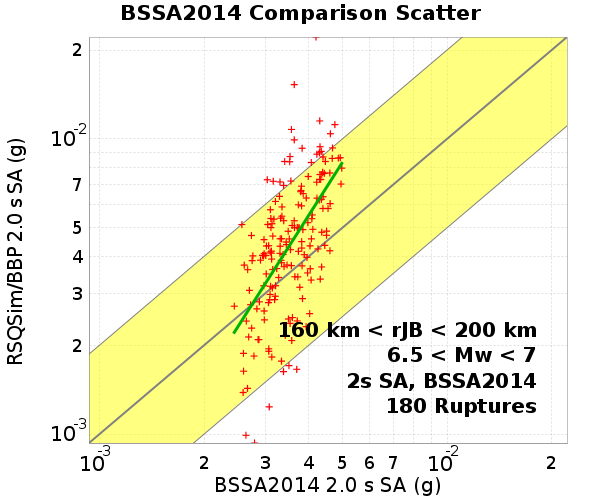 BSSA2014 Comparison Scatter
RSQSim/BBP 2.0 s SA (g)
2
10^-2
7
5
4
3
2
10^-3
160 km < rJB < 200 km
6.5 < Mw < 7
2s SA, BSSA2014
180 Ruptures
10^-3 2 3 4 5 6 7 10^-2 2
BSSA2014 2.0 s SA (g)